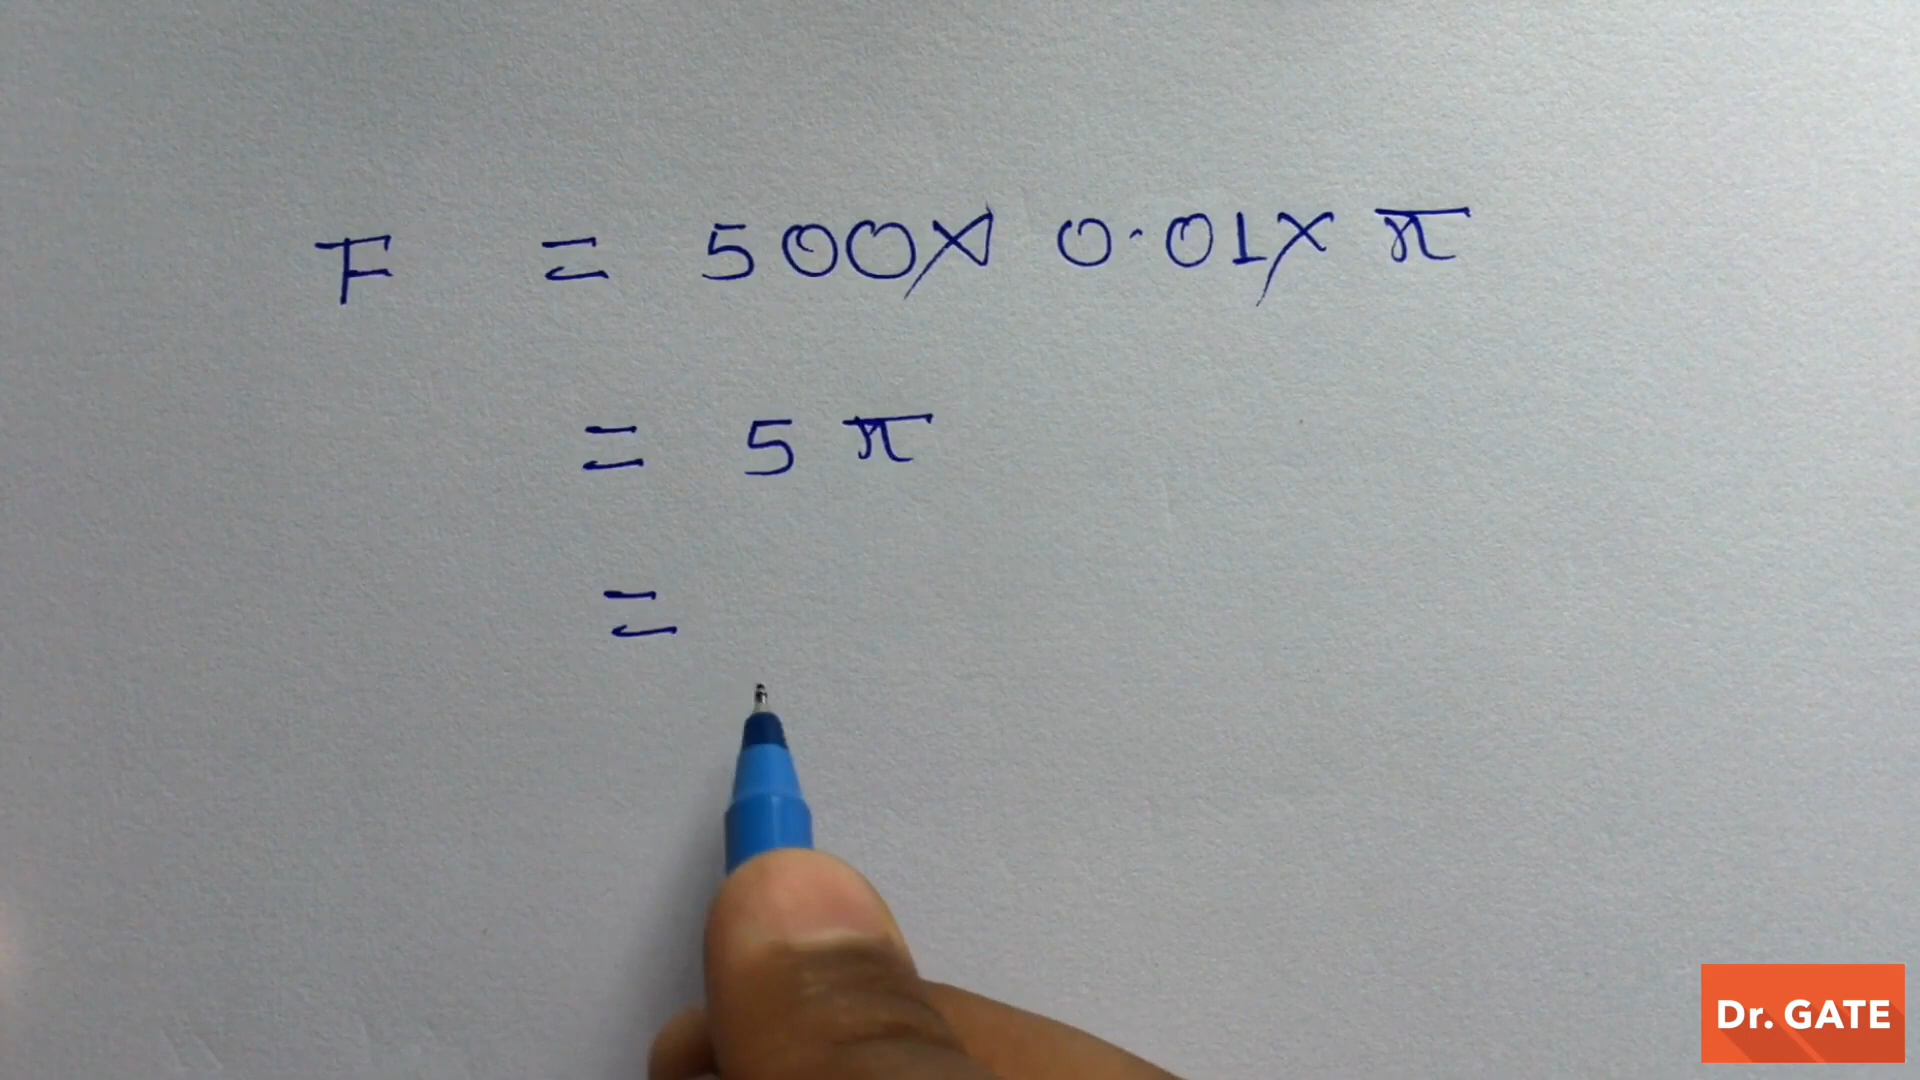 F = 500 × 0.01 × π
= 5 π
=
Dr. GATE